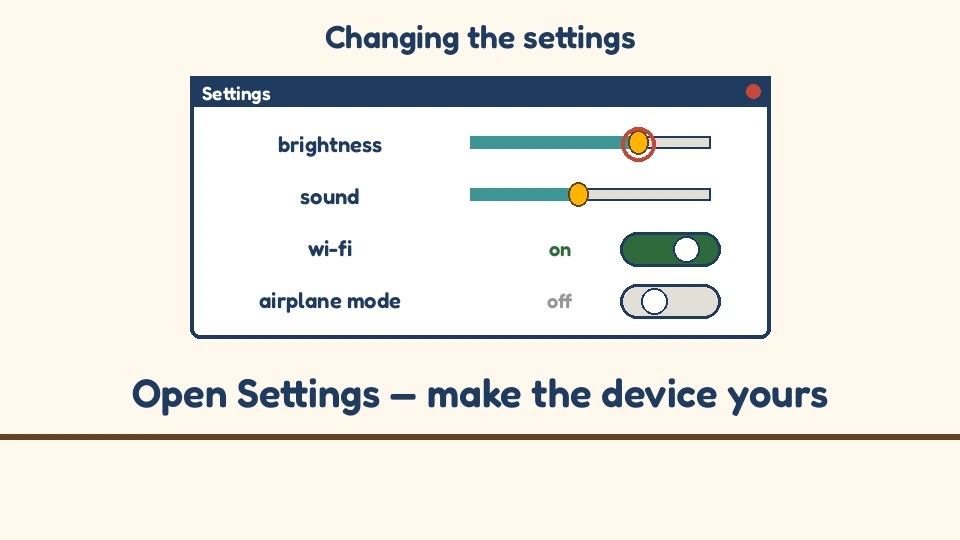 Changing the settings
Settings
brightness
sound
wi-fi on
airplane mode off
Open Settings — make the device yours